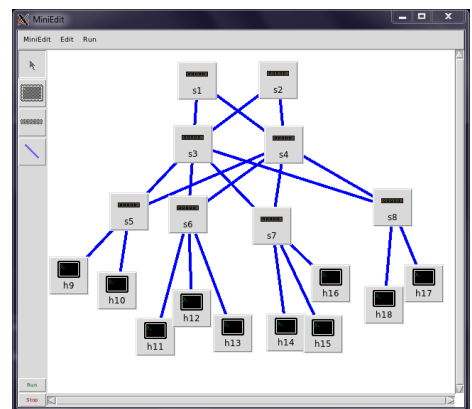 MiniEdit
MiniEdit Edit Run
s1
s2
s3
s4
s5
s6
s7
s8
h9
h10
h16
h17
h18
h12
h11
h13
h14
h15
Run
Stop